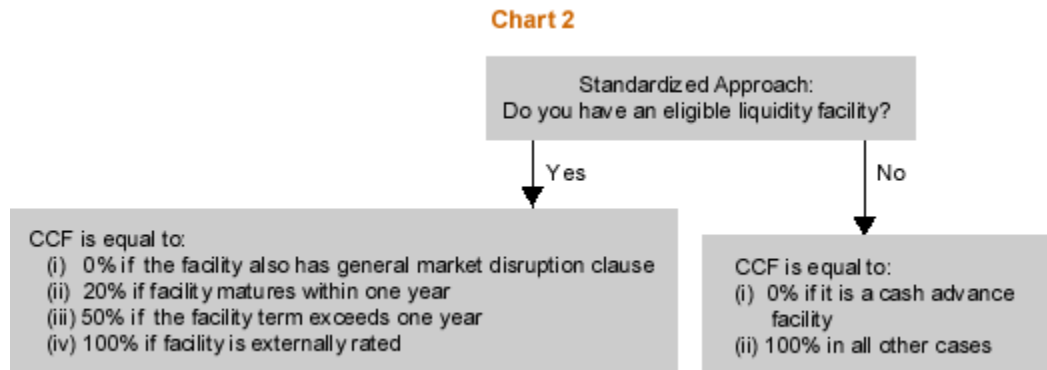 Chart 2
Standardized Approach:
Do you have an eligible liquidity facility?
Yes
No
CCF is equal to:
(i) 0% if the facility also has general market disruption clause
(ii) 20% if facility matures within one year
(iii) 50% if the facility term exceeds one year
(iv) 100% if facility is externally rated
CCF is equal to:
(i) 0% if it is a cash advance
facility
(ii) 100% in all other cases